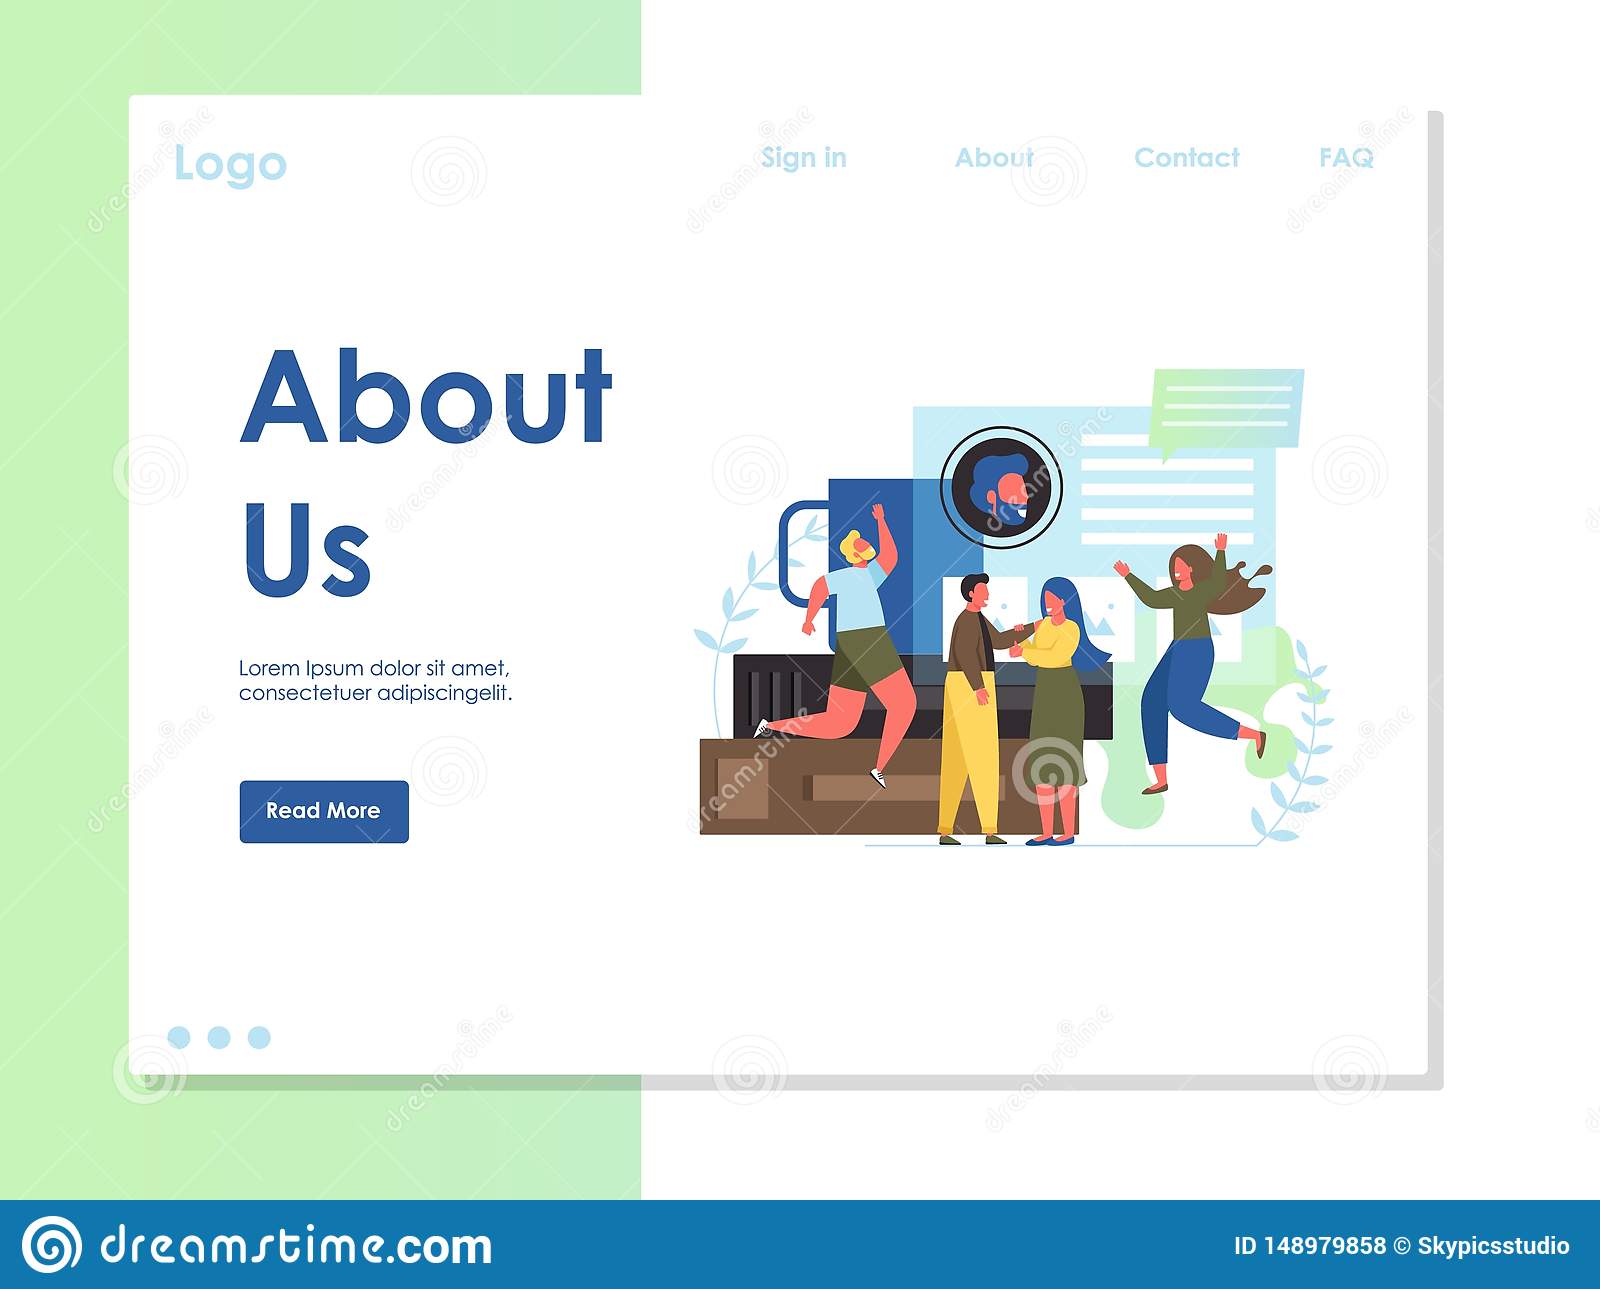 Logo
Sign in About Contact FAQ
About
Us
Lorem Ipsum dolor sit amet,
consectetuer adipiscingelit.
Read More
dreamstime.com
ID 148979858 © Skypicsstudio